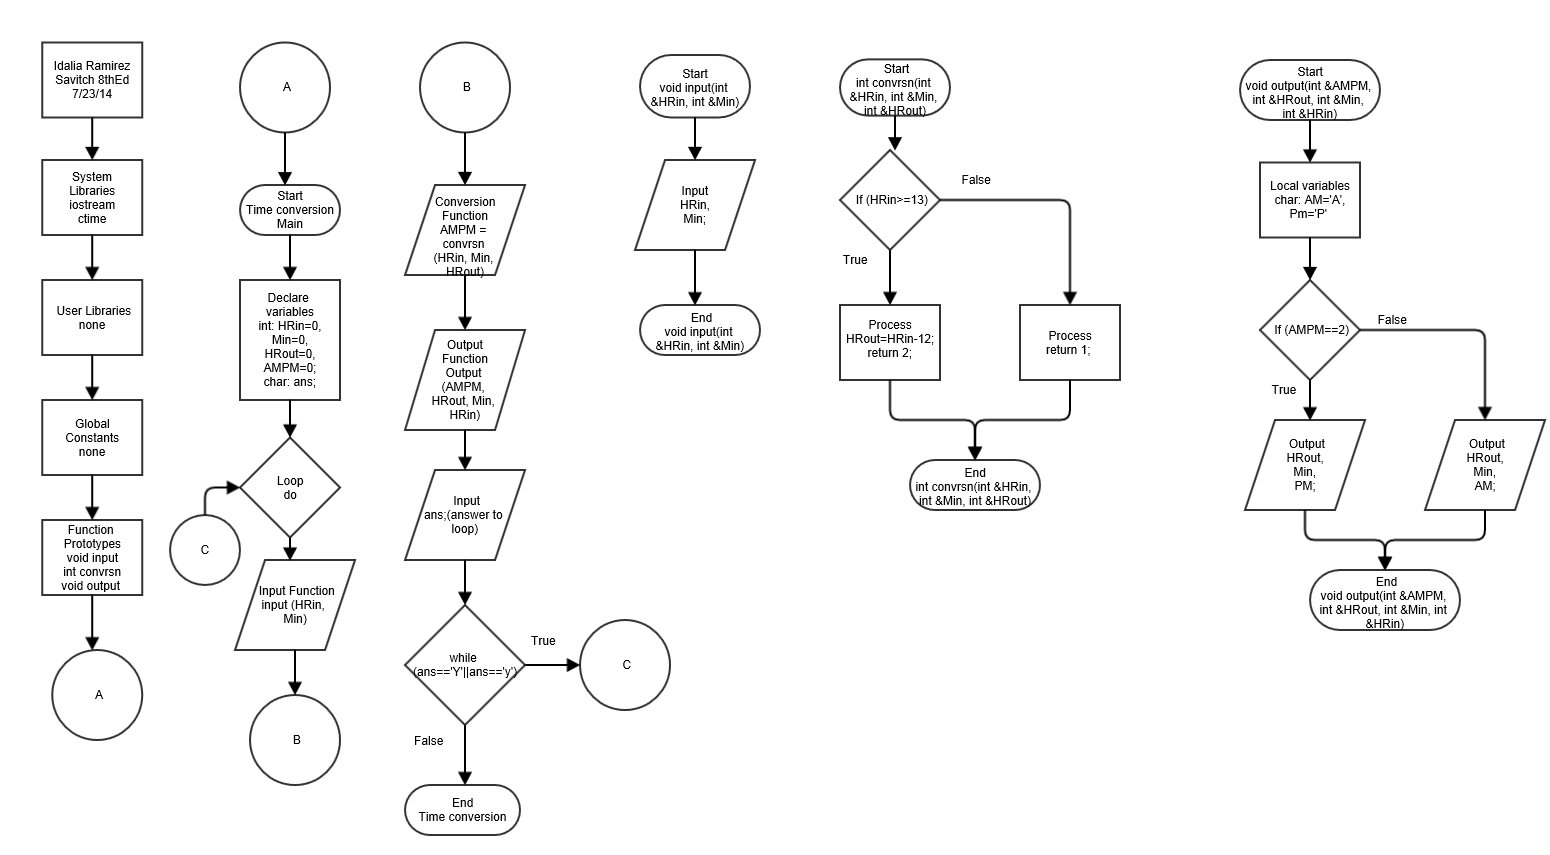 Idalia Ramirez
Savitch 8thEd
7/23/14
System
Libraries
iostream
ctime
User Libraries
none
Global
Constants
none
Function
Prototypes
void input
int convrsn
void output
A
A
Start
Time conversion
Main
Declare
variables
int: HRin=0,
Min=0,
HRout=0,
AMPM=0;
char: ans;
Loop
do
C
Input Function
input (HRin,
Min)
B
B
Conversion
Function
AMPM =
convrsn
(HRin, Min,
HRout)
Output
Function
Output
(AMPM,
HRout, Min,
HRin)
Input
ans;(answer to
loop)
while
(ans=='Y'||ans=='y')
True
C
False
End
Time conversion
Start
void input(int
&HRin, int &Min)
Input
HRin,
Min;
End
void input(int
&HRin, int &Min)
Start
int convrsn(int
&HRin, int &Min,
int &HRout)
If (HRin>=13)
False
True
Process
HRout=HRin-12;
return 2;
Process
return 1;
End
int convrsn(int &HRin,
int &Min, int &HRout)
Start
void output(int &AMPM,
int &HRout, int &Min,
int &HRin)
Local variables
char: AM='A',
Pm='P'
If (AMPM==2)
False
True
Output
HRout,
Min,
PM;
Output
HRout,
Min,
AM;
End
void output(int &AMPM,
int &HRout, int &Min, int
&HRin)